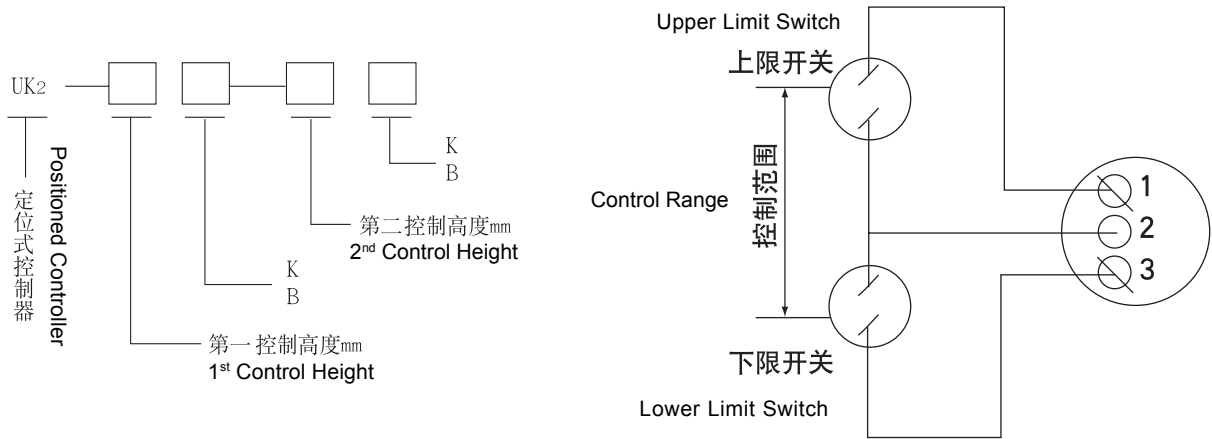 UK2
定位式控制器
Positioned Controller
K
B
第二控制高度mm
2nd Control Height
K
B
第一控制高度mm
1st Control Height
Upper Limit Switch
上限开关
Control Range
控制范围
下限开关
Lower Limit Switch
1
2
3